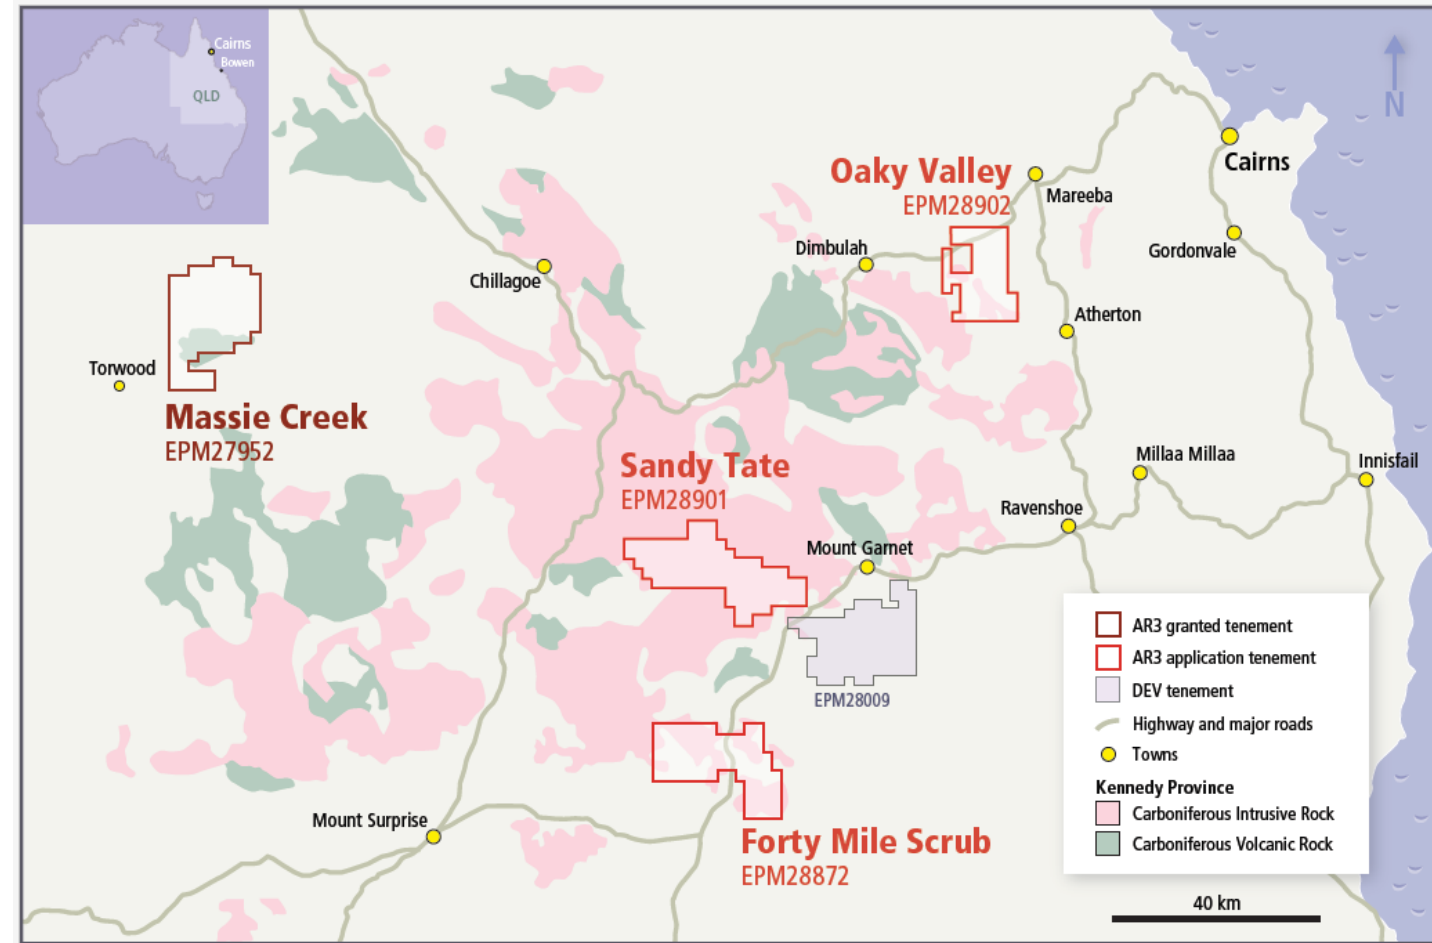 Cairns
Bowen
QLD
N
Cairns
Oaky Valley
EPM28902
Mareeba
Dimbulah
Gordonvale
Chillagoe
Atherton
Torwood
Massie Creek
EPM27952
Sandy Tate
EPM28901
Millaa Millaa
Innisfail
Ravenshoe
Mount Garnet
EPM28009
Mount Surprise
Forty Mile Scrub
EPM28872
AR3 granted tenement
AR3 application tenement
DEV tenement
Highway and major roads
Towns
Kennedy Province
Carboniferous Intrusive Rock
Carboniferous Volcanic Rock
40 km